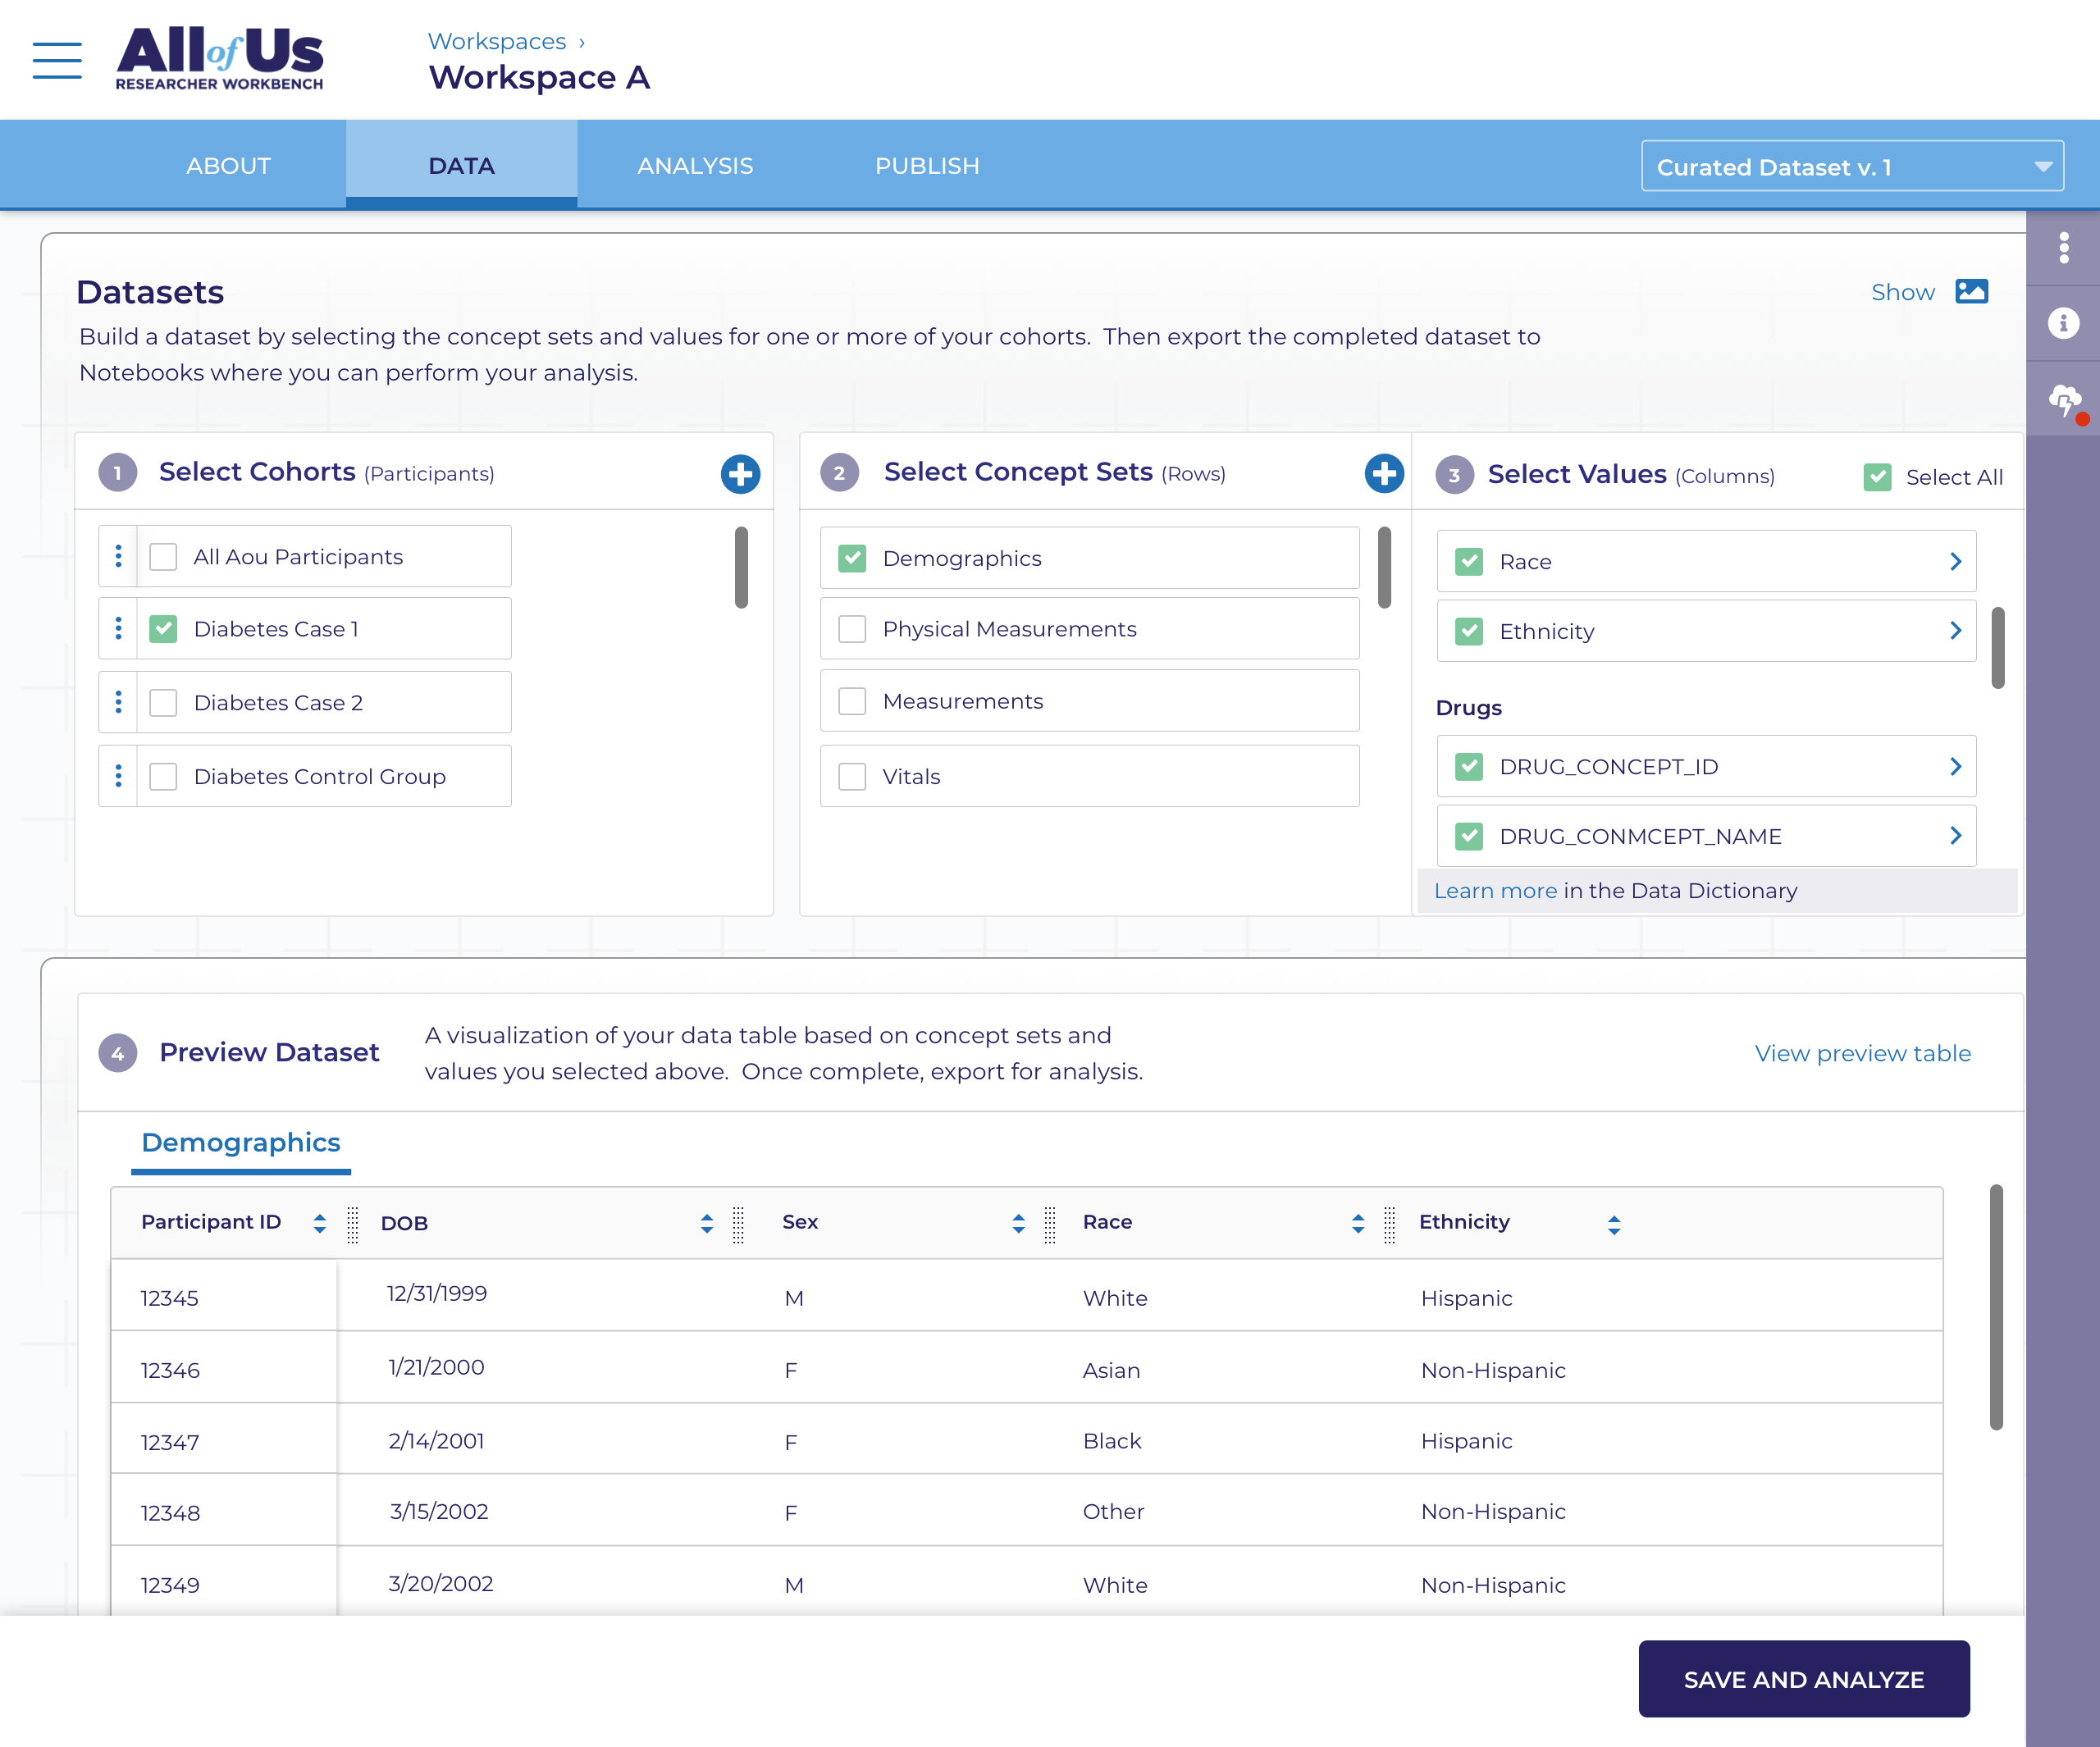 All of Us
RESEARCHER WORKBENCH
Workspaces ›
Workspace A
ABOUT
DATA
ANALYSIS
PUBLISH
Curated Dataset v. 1
Datasets
Show
Build a dataset by selecting the concept sets and values for one or more of your cohorts. Then export the completed dataset to
Notebooks where you can perform your analysis.
1 Select Cohorts (Participants)
All Aou Participants
Diabetes Case 1
Diabetes Case 2
Diabetes Control Group
2 Select Concept Sets (Rows)
Demographics
Physical Measurements
Measurements
Vitals
3 Select Values (Columns)
Select All
Race
Ethnicity
Drugs
DRUG_CONCEPT_ID
DRUG_CONMCEPT_NAME
Learn more in the Data Dictionary
4 Preview Dataset
A visualization of your data table based on concept sets and
values you selected above. Once complete, export for analysis.
View preview table
Demographics
Participant ID DOB Sex Race Ethnicity
12345 12/31/1999 M White Hispanic
12346 1/21/2000 F Asian Non-Hispanic
12347 2/14/2001 F Black Hispanic
12348 3/15/2002 F Other Non-Hispanic
12349 3/20/2002 M White Non-Hispanic
SAVE AND ANALYZE